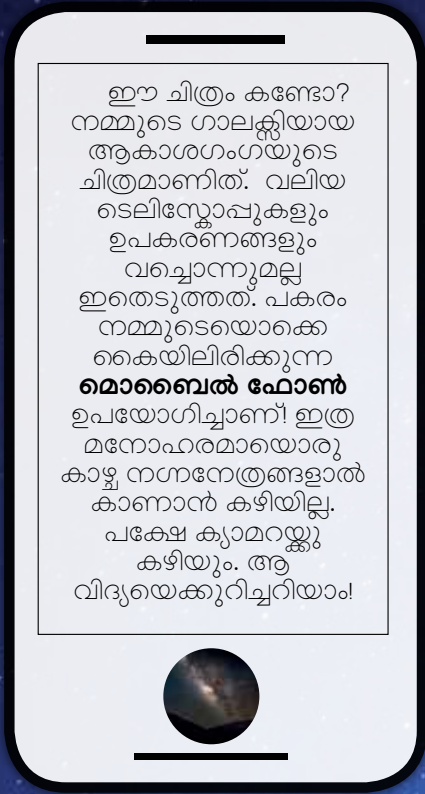 ഈ ചിത്രം കണ്ടോ?
നമ്മുടെ ഗാലക്സിയായ
ആകാശഗംഗയുടെ
ചിത്രമാണിത്. വലിയ
ടെലിസ്കോപ്പുകളും
ഉപകരണങ്ങളും
വച്ചൊന്നുമല്ല
ഇതെടുത്തത്. പകരം
നമ്മുടെയൊക്കെ
കൈയിലിരിക്കുന്ന
മൊബൈൽ ഫോൺ
ഉപയോഗിച്ചാണ്! ഇത്ര
മനോഹരമായൊരു
കാഴ്ച നഗ്നനേത്രങ്ങളാൽ
കാണാൻ കഴിയില്ല.
പക്ഷേ ക്യാമറയ്ക്കു
കഴിയും. ആ
വിദ്യയെക്കുറിച്ചറിയാം!